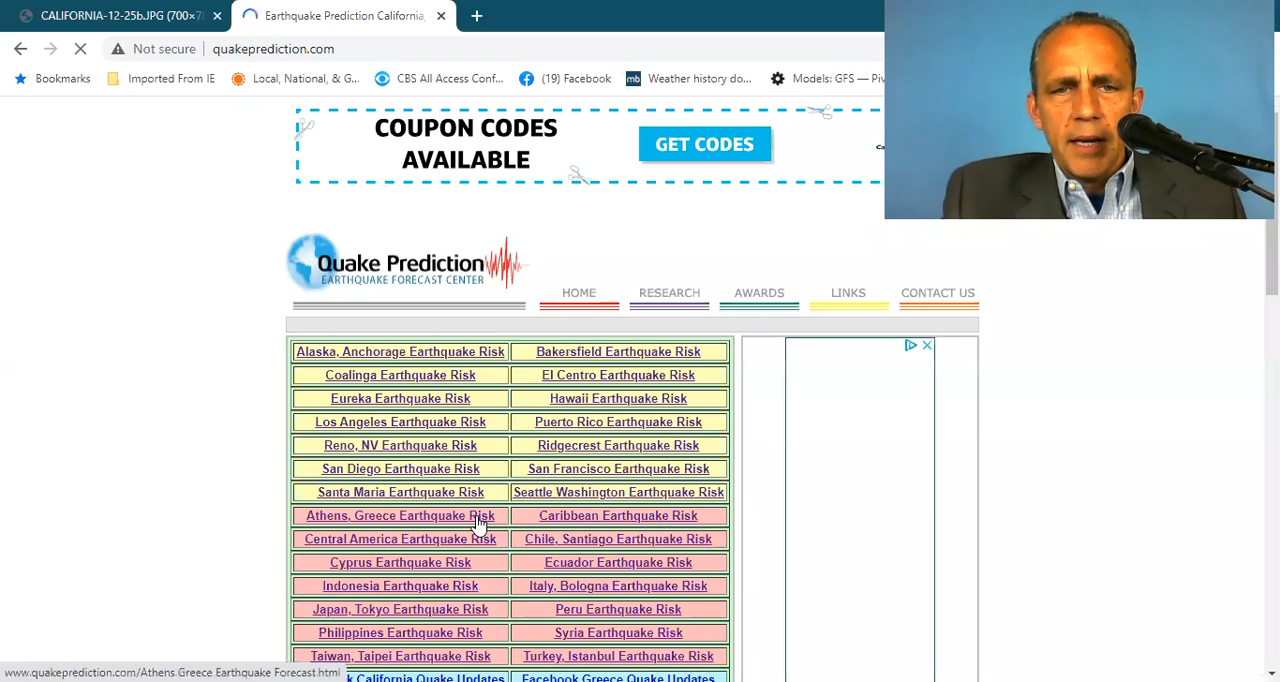 CALIFORNIA-12-25b.JPG (700×7
Earthquake Prediction California,
Not secure
quakeprediction.com
Bookmarks
Imported From IE
Local, National, & G...
CBS All Access Conf...
(19) Facebook
mb
Weather history do...
Models: GFS — Piv
COUPON CODES
AVAILABLE
GET CODES
Quake Prediction
EARTHQUAKE FORECAST CENTER
HOME
RESEARCH
AWARDS
LINKS
CONTACT US
Alaska, Anchorage Earthquake Risk
Bakersfield Earthquake Risk
Coalinga Earthquake Risk
El Centro Earthquake Risk
Eureka Earthquake Risk
Hawaii Earthquake Risk
Los Angeles Earthquake Risk
Puerto Rico Earthquake Risk
Reno, NV Earthquake Risk
Ridgecrest Earthquake Risk
San Diego Earthquake Risk
San Francisco Earthquake Risk
Santa Maria Earthquake Risk
Seattle Washington Earthquake Risk
Athens, Greece Earthquake Risk
Caribbean Earthquake Risk
Central America Earthquake Risk
Chile, Santiago Earthquake Risk
Cyprus Earthquake Risk
Ecuador Earthquake Risk
Indonesia Earthquake Risk
Italy, Bologna Earthquake Risk
Japan, Tokyo Earthquake Risk
Peru Earthquake Risk
Philippines Earthquake Risk
Syria Earthquake Risk
Taiwan, Taipei Earthquake Risk
Turkey, Istanbul Earthquake Risk
k California Quake Updates
Facebook Greece Quake Updates
www.quakeprediction.com/Athens Greece Earthquake Forecast.html